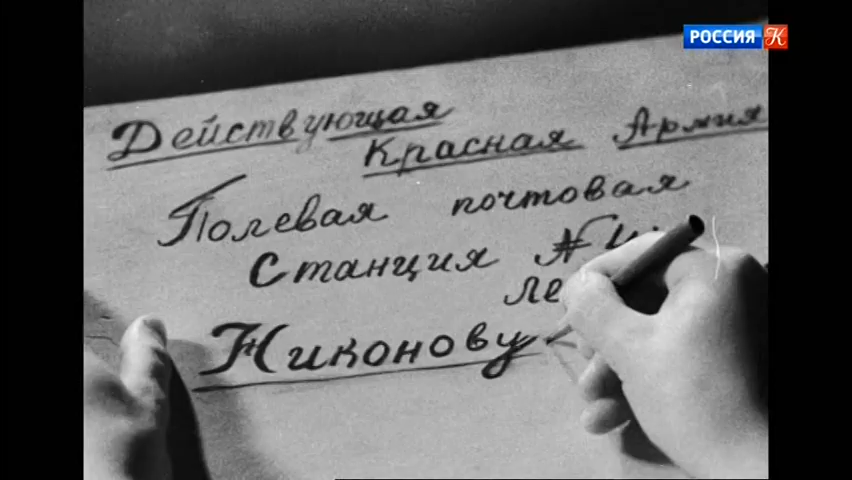 РОССИЯ К
Действующая
Красная Армия
Полевая почтовая
Станция №
Никонову